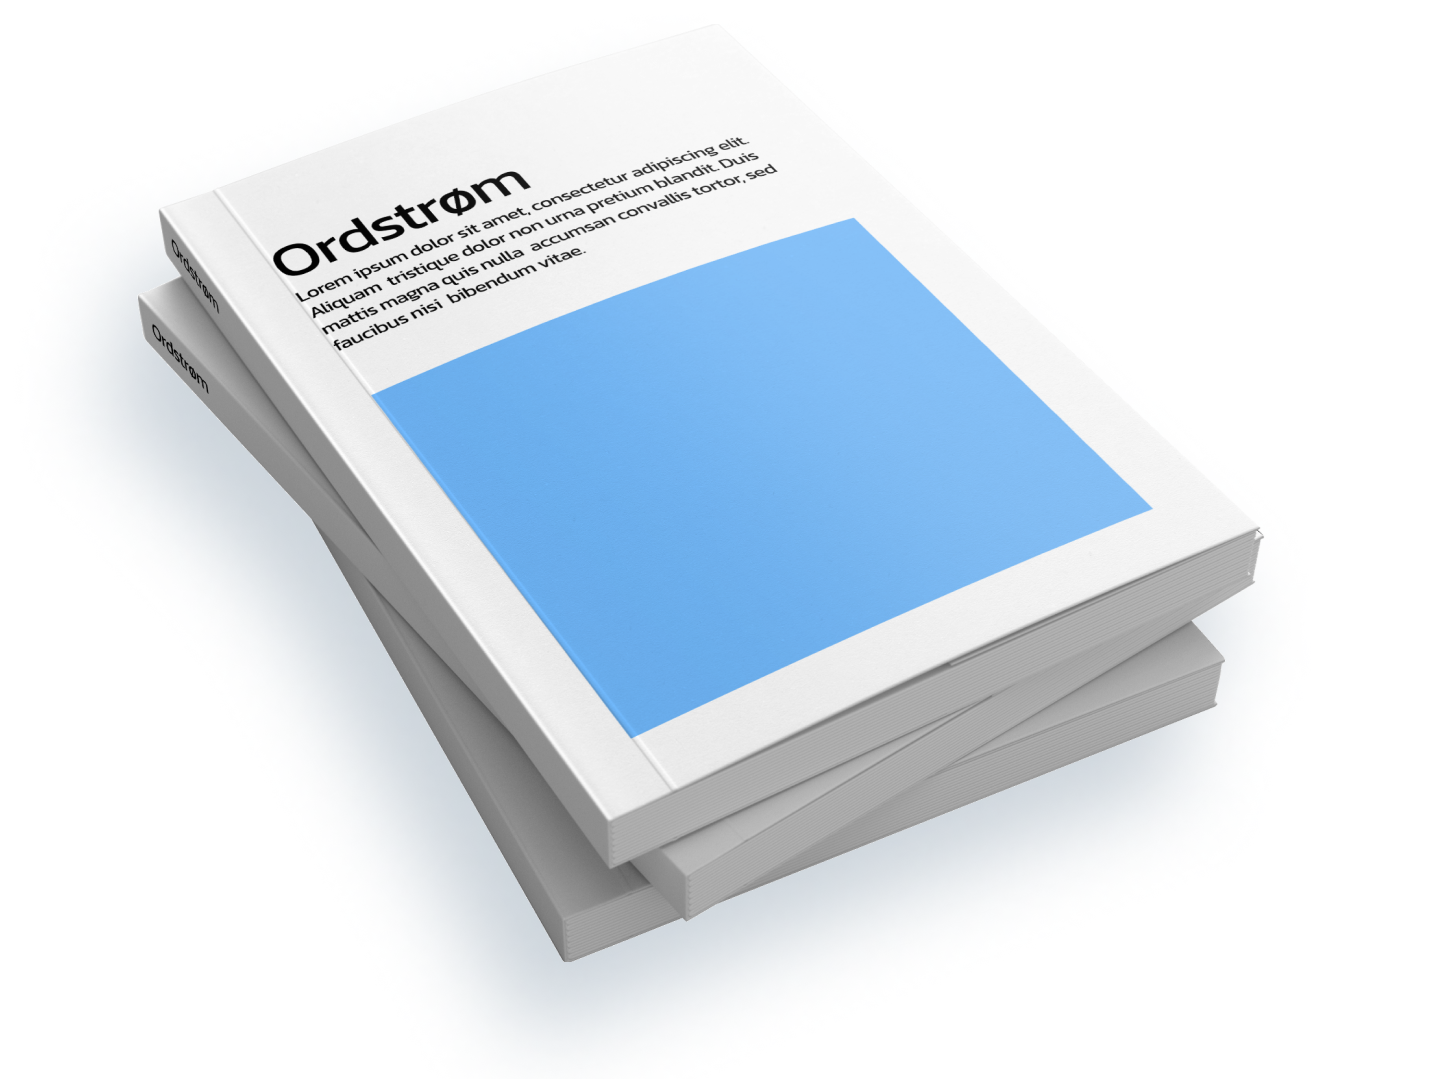 Ordstrøm
Lorem ipsum dolor sit amet, consectetur adipiscing elit.
Aliquam tristique dolor non urna pretium blandit. Duis
mattis magna quis nulla accumsan convallis tortor, sed
faucibus nisi bibendum vitae.
Ordstrøm
Ordstrøm